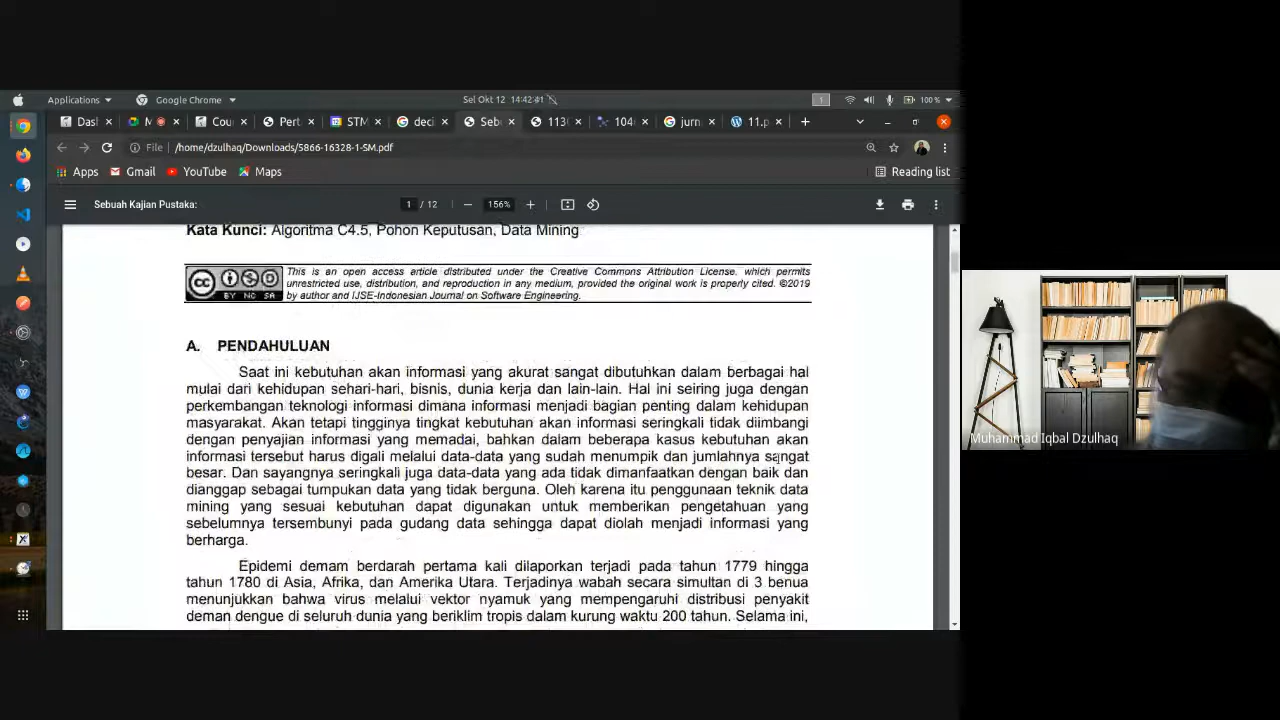 Applications
Google Chrome
Sel Okt 12 14:42:41
1
100 %
Dasl
M
Cou
Pert
STM
deci
Seb
113(
104(
jurn
11.p
File
/home/dzulhaq/Downloads/5866-16328-1-SM.pdf
Apps
Gmail
YouTube
Maps
Reading list
Sebuah Kajian Pustaka:
1 / 12
156%
Kata Kunci: Algoritma C4.5, Pohon Keputusan, Data Mining
cc
BY NC SA
This is an open access article distributed under the Creative Commons Attribution License, which permits
unrestricted use, distribution, and reproduction in any medium, provided the original work is properly cited. ©2019
by author and IJSE-Indonesian Journal on Software Engineering.
A. PENDAHULUAN
Saat ini kebutuhan akan informasi yang akurat sangat dibutuhkan dalam berbagai hal
mulai dari kehidupan sehari-hari, bisnis, dunia kerja dan lain-lain. Hal ini seiring juga dengan
perkembangan teknologi informasi dimana informasi menjadi bagian penting dalam kehidupan
masyarakat. Akan tetapi tingginya tingkat kebutuhan akan informasi seringkali tidak diimbangi
dengan penyajian informasi yang memadai, bahkan dalam beberapa kasus kebutuhan akan
informasi tersebut harus digali melalui data-data yang sudah menumpik dan jumlahnya sangat
besar. Dan sayangnya seringkali juga data-data yang ada tidak dimanfaatkan dengan baik dan
dianggap sebagai tumpukan data yang tidak berguna. Oleh karena itu penggunaan teknik data
mining yang sesuai kebutuhan dapat digunakan untuk memberikan pengetahuan yang
sebelumnya tersembunyi pada gudang data sehingga dapat diolah menjadi informasi yang
berharga.
Epidemi demam berdarah pertama kali dilaporkan terjadi pada tahun 1779 hingga
tahun 1780 di Asia, Afrika, dan Amerika Utara. Terjadinya wabah secara simultan di 3 benua
menunjukkan bahwa virus melalui vektor nyamuk yang mempengaruhi distribusi penyakit
deman dengue di seluruh dunia yang beriklim tropis dalam kurung waktu 200 tahun. Selama ini,
Muhammad Iqbal Dzulhaq